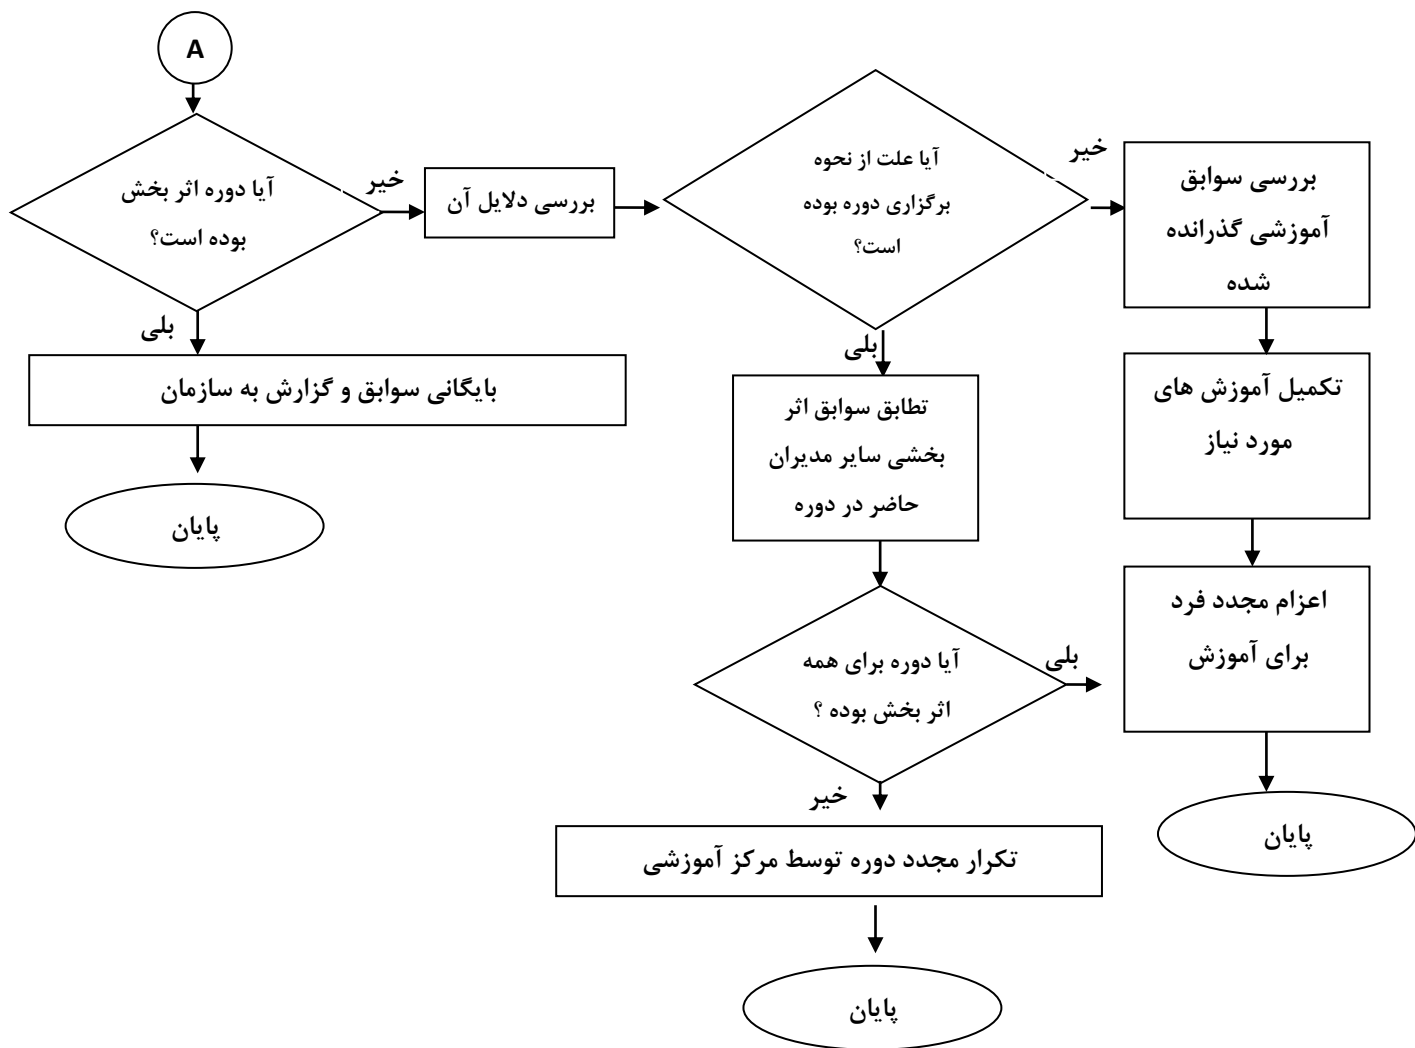 A
آیا دوره اثر بخش
بوده است؟
خیر
بررسی دلایل آن
آیا علت از نحوه
برگزاری دوره بوده
است؟
خیر
بررسی سوابق
آموزشی گذرانده
شده
بلی
بایگانی سوابق و گزارش به سازمان
پایان
بلی
تطابق سوابق اثر
بخشی سایر مدیران
حاضر در دوره
تکمیل آموزش های
مورد نیاز
آیا دوره برای همه
اثر بخش بوده ؟
بلی
اعزام مجدد فرد
برای آموزش
خیر
تکرار مجدد دوره توسط مرکز آموزشی
پایان
پایان